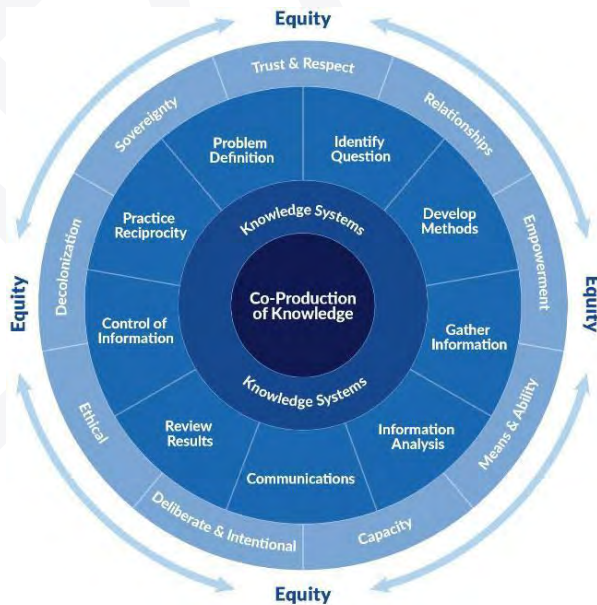 Equity
Trust & Respect
Relationships
Empowerment
Means & Ability
Capacity
Deliberate & Intentional
Ethical
Decolonization
Sovereignty
Equity
Equity
Equity
Problem
Definition
Identify
Question
Develop
Methods
Gather
Information
Information
Analysis
Communications
Review
Results
Control of
Information
Practice
Reciprocity
Knowledge Systems
Co-Production
of Knowledge
Knowledge Systems